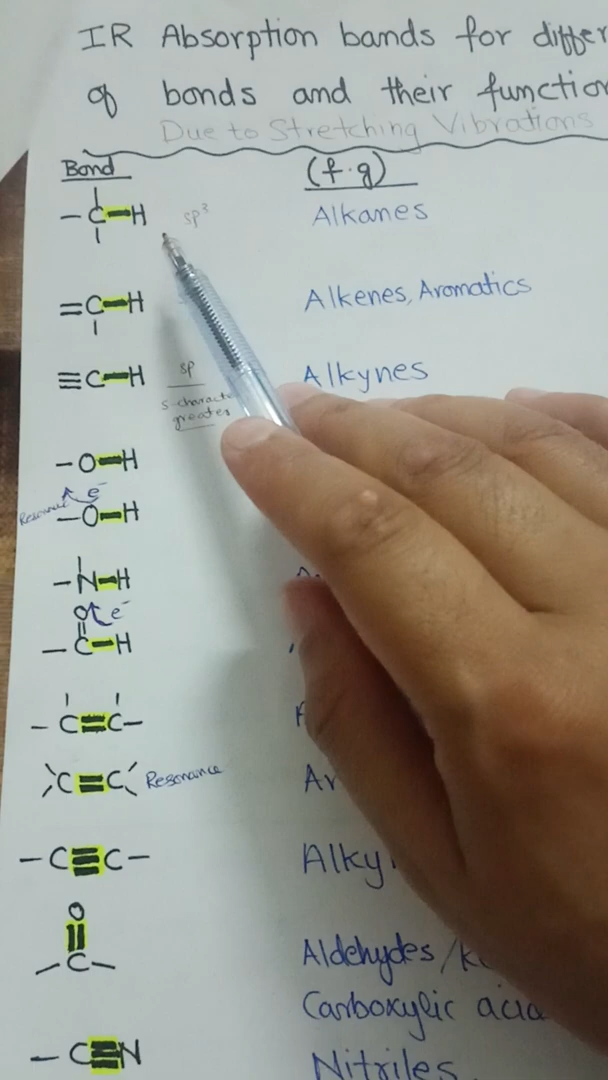 IR Absorption bands for differ
of bonds and their function
Due to Stretching Vibrations
Bond (f.g)
-C-H sp³ Alkanes
=C-H Alkenes, Aromatics
≡C-H sp Alkynes
s-characte
greater
-O-H
e⁻
-O-H
-N-H
O e⁻
-C-H
-C=C-
C=C Resonance Ar
-C≡C- Alky
O
-C- Aldehydes/
Carboxylic acid
-C≡N Nitriles